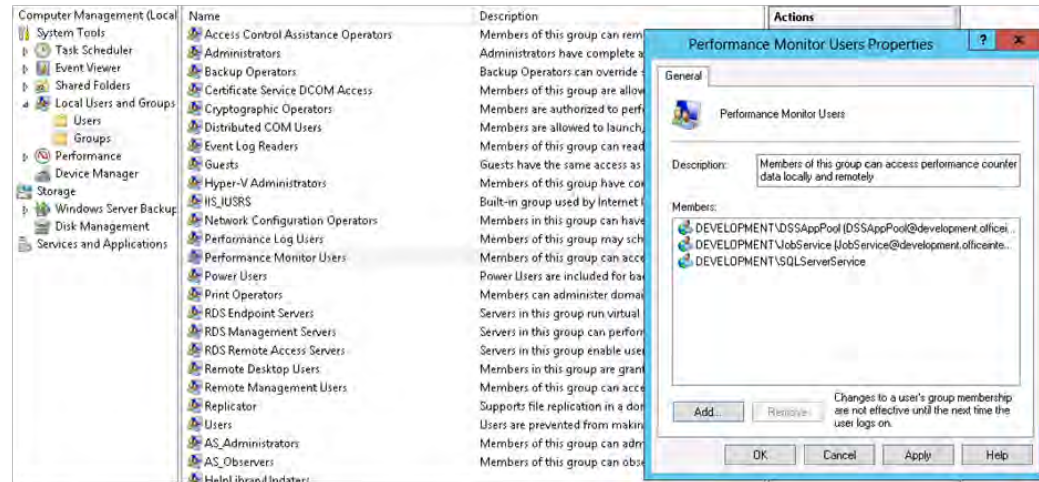 Computer Management (Local
System Tools
Task Scheduler
Event Viewer
Shared Folders
Local Users and Groups
Users
Groups
Performance
Device Manager
Storage
Windows Server Backup
Disk Management
Services and Applications
Name Description
Access Control Assistance Operators Members of this group can rem
Administrators Administrators have complete a
Backup Operators Backup Operators can override
Certificate Service DCOM Access Members of this group are allow
Cryptographic Operators Members are authorized to perf
Distributed COM Users Members are allowed to launch,
Event Log Readers Members of this group can read
Guests Guests have the same access as
Hyper-V Administrators Members of this group have co
IIS_IUSRS Built-in group used by Internet
Network Configuration Operators Members in this group can have
Performance Log Users Members of this group may sch
Performance Monitor Users Members of this group can acce
Power Users Power Users are included for ba
Print Operators Members can administer domai
RDS Endpoint Servers Servers in this group run virtual
RDS Management Servers Servers in this group can perfor
RDS Remote Access Servers Servers in this group enable use
Remote Desktop Users Members in this group are gran
Remote Management Users Members of this group can acce
Replicator Supports file replication in a do
Users Users are prevented from makin
AS_Administrators Members of this group can adm
AS_Observers Members of this group can obse
HelpLibraryUpdaters
Actions
Performance Monitor Users Properties ? x
General
Performance Monitor Users
Description: Members of this group can access performance counter
data locally and remotely
Members:
DEVELOPMENT\DSSAppPool (DSSAppPool@development.officei...
DEVELOPMENT\JobService (JobService@development.officeinte...
DEVELOPMENT\SQLServerService
Add... Remove
Changes to a user's group membership
are not effective until the next time the
user logs on.
OK Cancel Apply Help